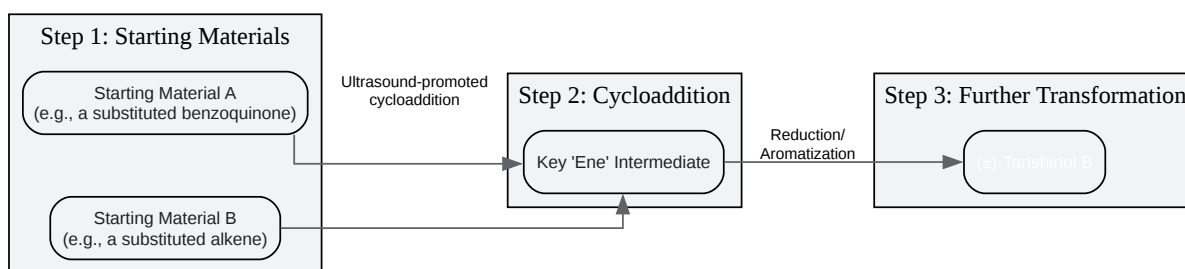 Step 1: Starting Materials
Starting Material A
(e.g., a substituted benzoquinone)
Starting Material B
(e.g., a substituted alkene)
Ultrasound-promoted
cycloaddition
Step 2: Cycloaddition
Key 'Ene' Intermediate
Reduction/
Aromatization
Step 3: Further Transformation
(±)-Tanshinol B